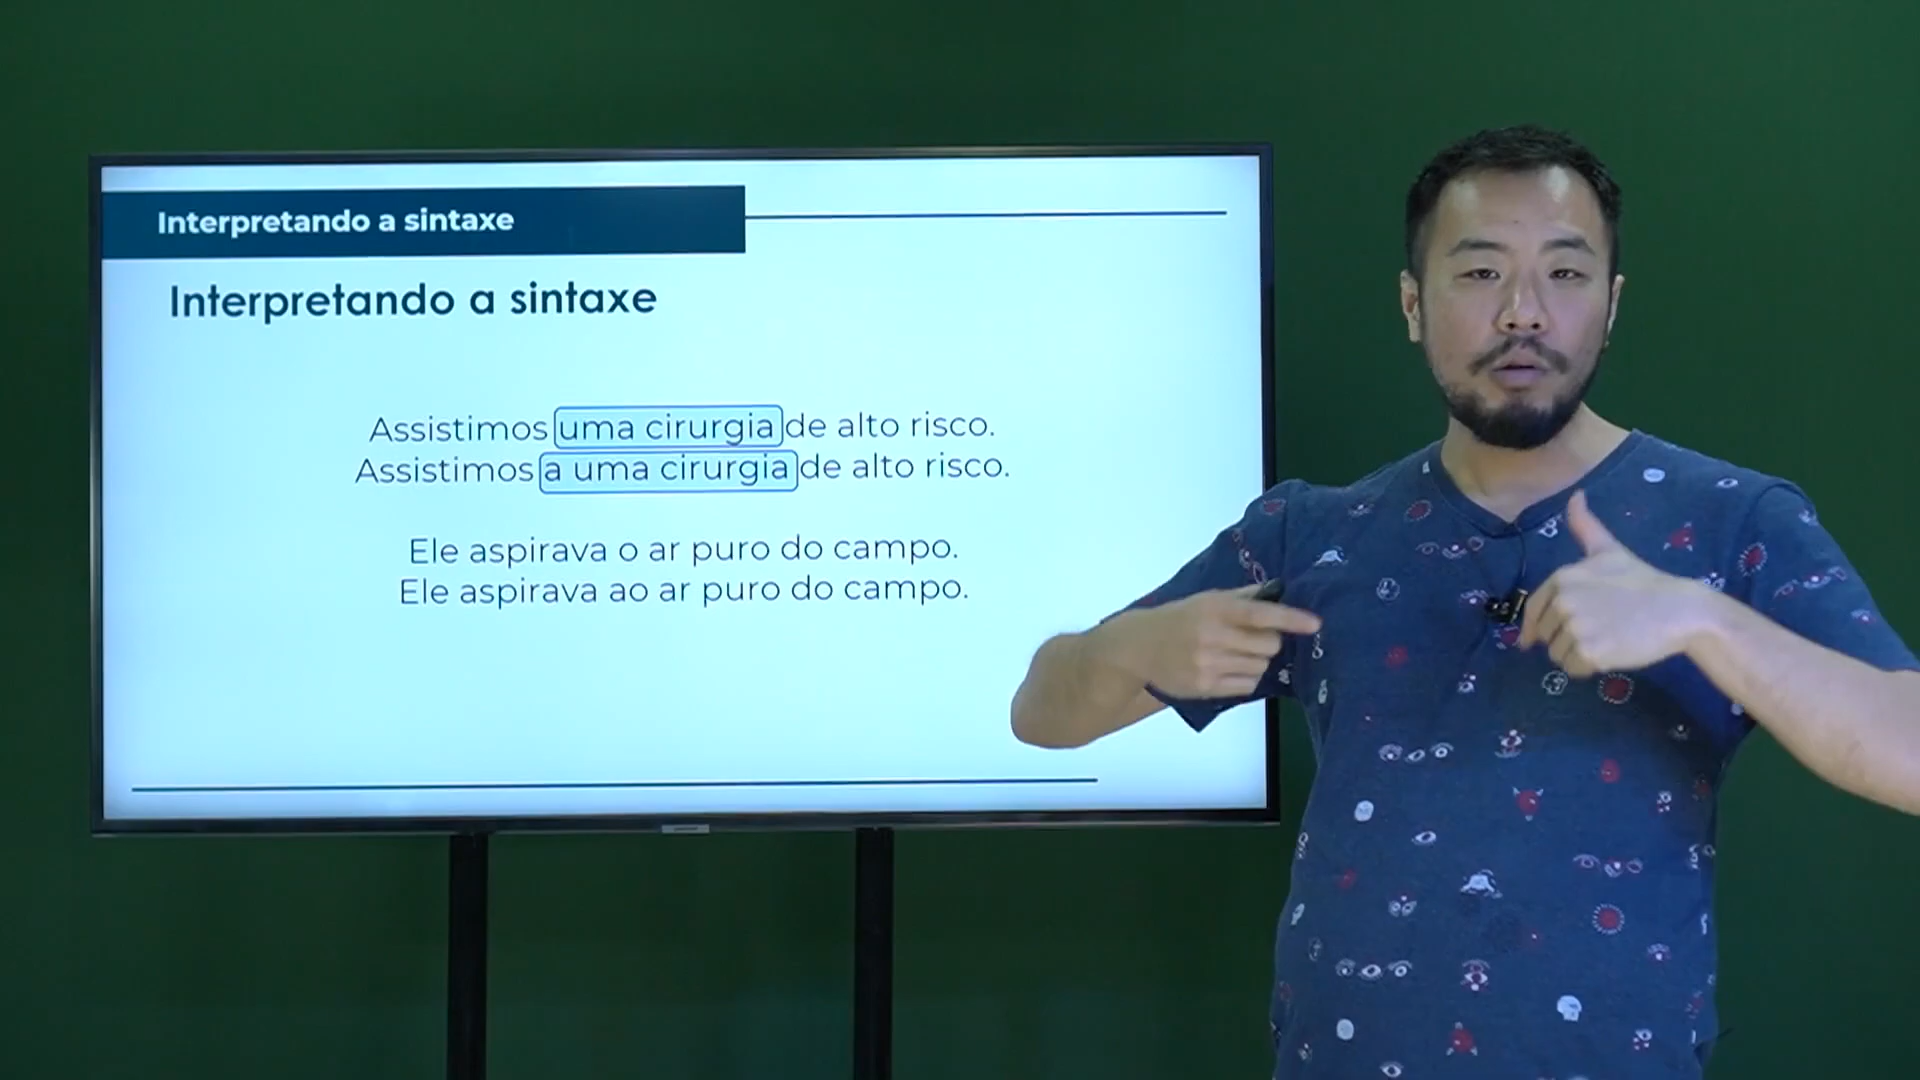 Interpretando a sintaxe
Interpretando a sintaxe
Assistimos uma cirurgia de alto risco.
Assistimos a uma cirurgia de alto risco.
Ele aspirava o ar puro do campo.
Ele aspirava ao ar puro do campo.